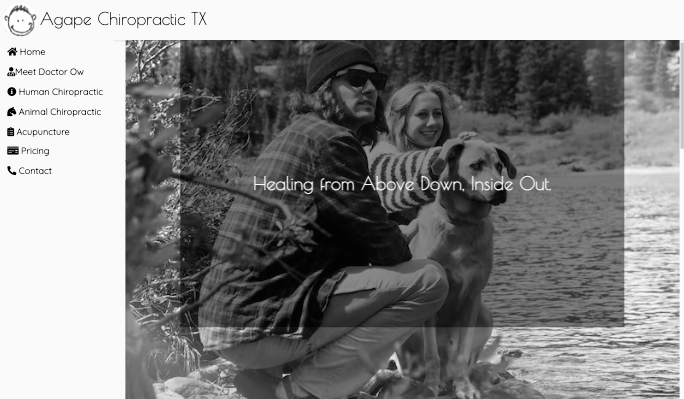 Agape Chiropractic TX
Home
Meet Doctor Ow
Human Chiropractic
Animal Chiropractic
Acupuncture
Pricing
Contact
Healing from Above Down, Inside Out.